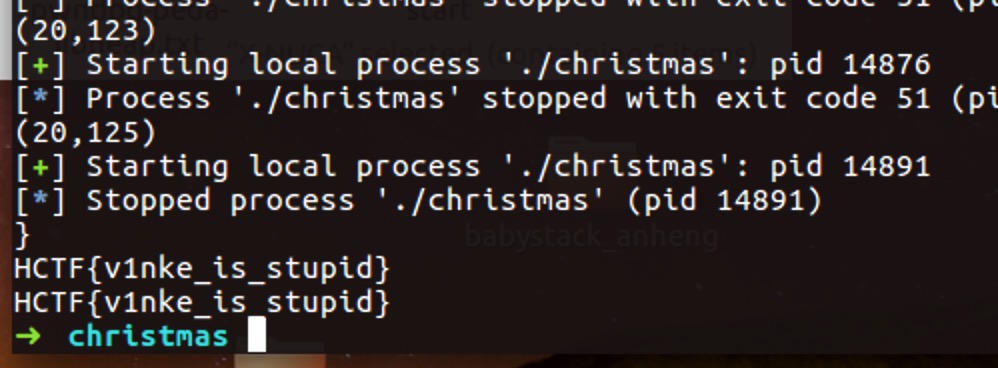 [*] Process './christmas' stopped with exit code 51 (pi
(20,123)
[+] Starting local process './christmas': pid 14876
[*] Process './christmas' stopped with exit code 51 (pi
(20,125)
[+] Starting local process './christmas': pid 14891
[*] Stopped process './christmas' (pid 14891)
}
babystack_anheng
HCTF{v1nke_is_stupid}
HCTF{v1nke_is_stupid}
→ christmas